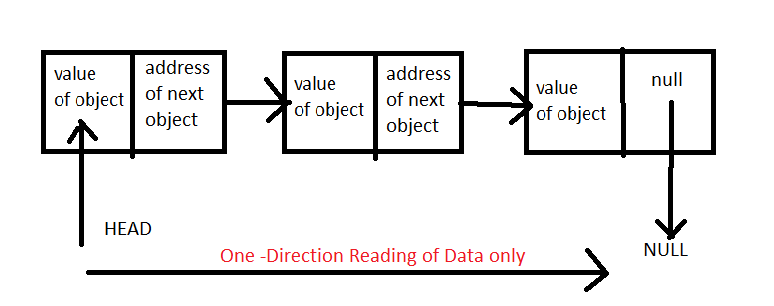 value
of object
address
of next
object
value
of object
address
of next
object
value
of object
null
HEAD
NULL
One -Direction Reading of Data only